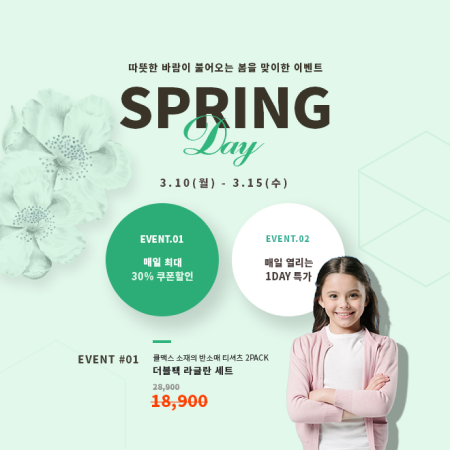 따뜻한 바람이 불어오는 봄을 맞이한 이벤트
SPRING
Day
3.10(월) - 3.15(수)
EVENT.01
매일 최대
30% 쿠폰할인
EVENT.02
매일 열리는
1DAY 특가
EVENT #01
쿨맥스 소재의 반소매 티셔츠 2PACK
더블팩 라글란 세트
28,900
18,900